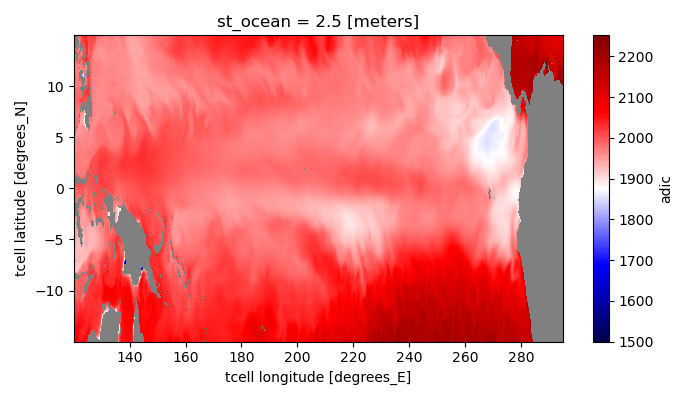 st_ocean = 2.5 [meters]
10
5
0
−5
−10
tcell latitude [degrees_N]
140 160 180 200 220 240 260 280
tcell longitude [degrees_E]
2200
2100
2000
1900
1800
1700
1600
1500
adic